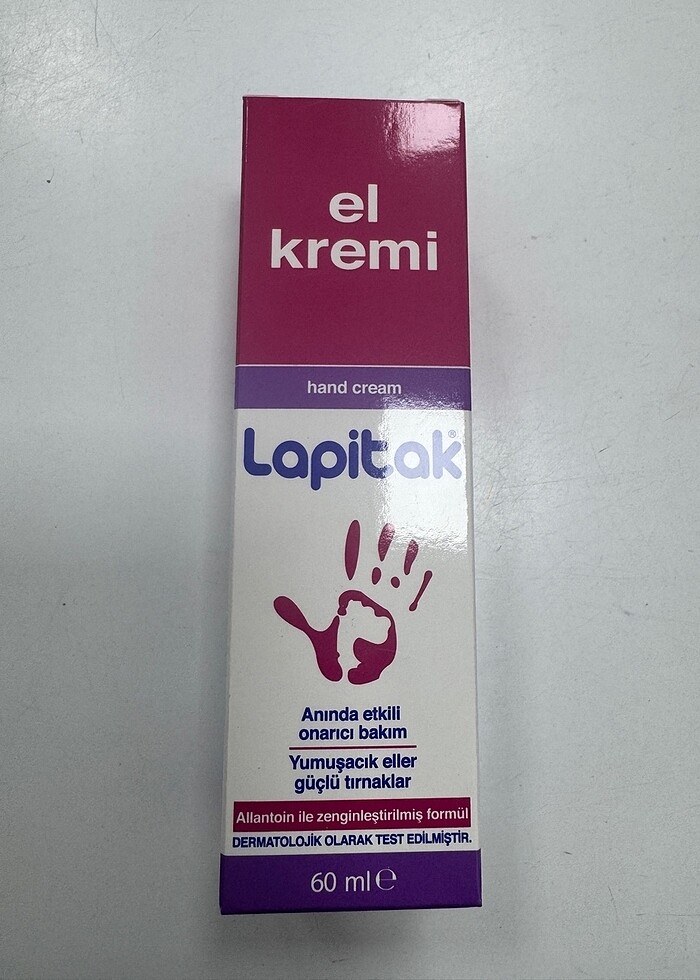 el
kremi
hand cream
Lapitak®
Anında etkili
onarıcı bakım
Yumuşacık eller
güçlü tırnaklar
Allantoin ile zenginleştirilmiş formül
DERMATOLOJİK OLARAK TEST EDİLMİŞTİR.
60 ml ℮